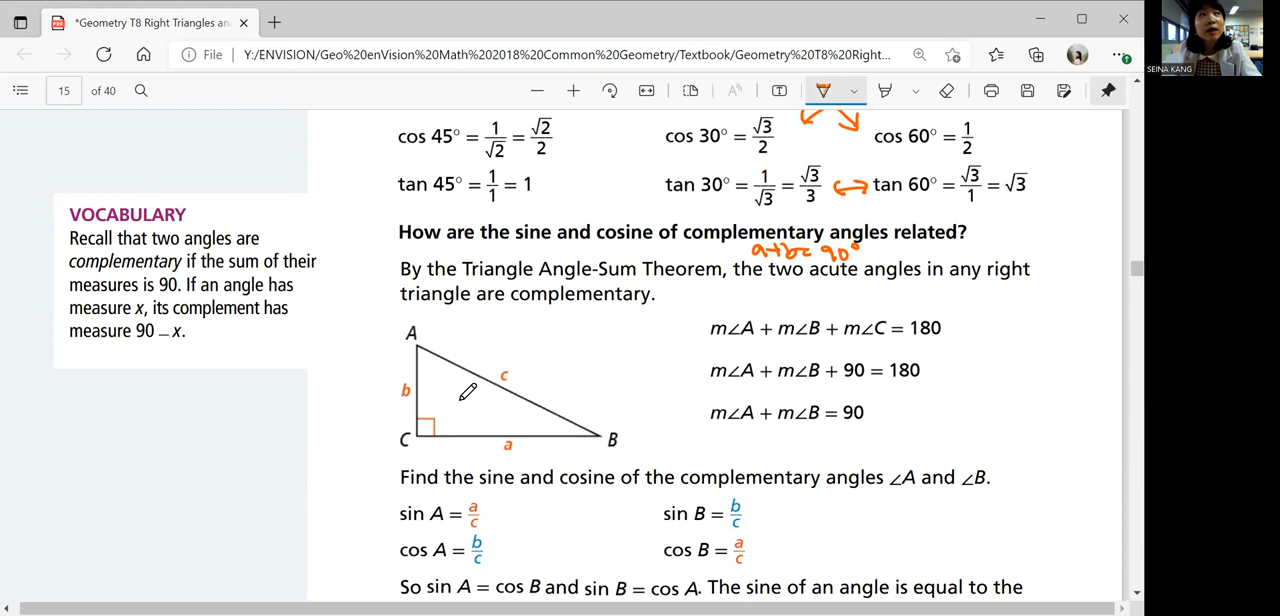 *Geometry T8 Right Triangles an
File
Y:/ENVISION/Geo%20enVision%20Math%202018%20Common%20Geometry/Textbook/Geometry%20T8%20Right...
SEINA KANG
15 of 40
cos 45° = 1/√2 = √2/2
cos 30° = √3/2
cos 60° = 1/2
tan 45° = 1/1 = 1
tan 30° = 1/√3 = √3/3
tan 60° = √3/1 = √3
VOCABULARY
Recall that two angles are
complementary if the sum of their
measures is 90. If an angle has
measure x, its complement has
measure 90 − x.
How are the sine and cosine of complementary angles related?
a+b= 90°
By the Triangle Angle-Sum Theorem, the two acute angles in any right
triangle are complementary.
A
b
c
C
a
B
m∠A + m∠B + m∠C = 180
m∠A + m∠B + 90 = 180
m∠A + m∠B = 90
Find the sine and cosine of the complementary angles ∠A and ∠B.
sin A = a/c
sin B = b/c
cos A = b/c
cos B = a/c
So sin A = cos B and sin B = cos A. The sine of an angle is equal to the